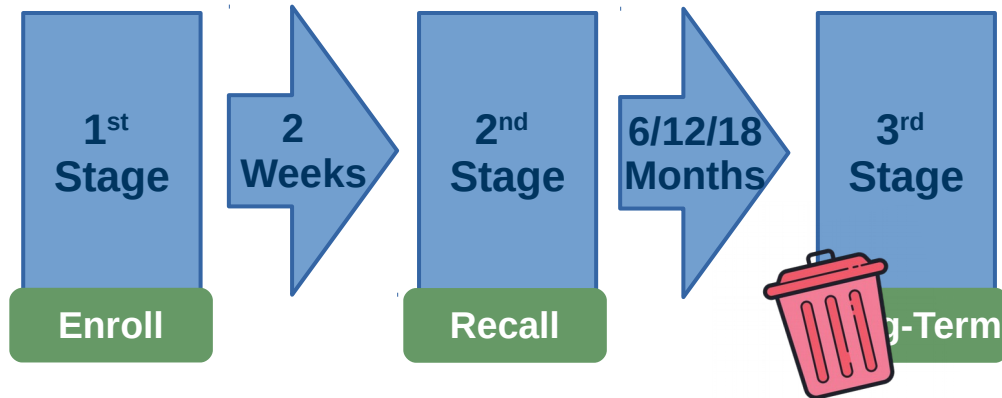 1st
Stage
2
Weeks
2nd
Stage
6/12/18
Months
3rd
Stage
Enroll
Recall
g-Term